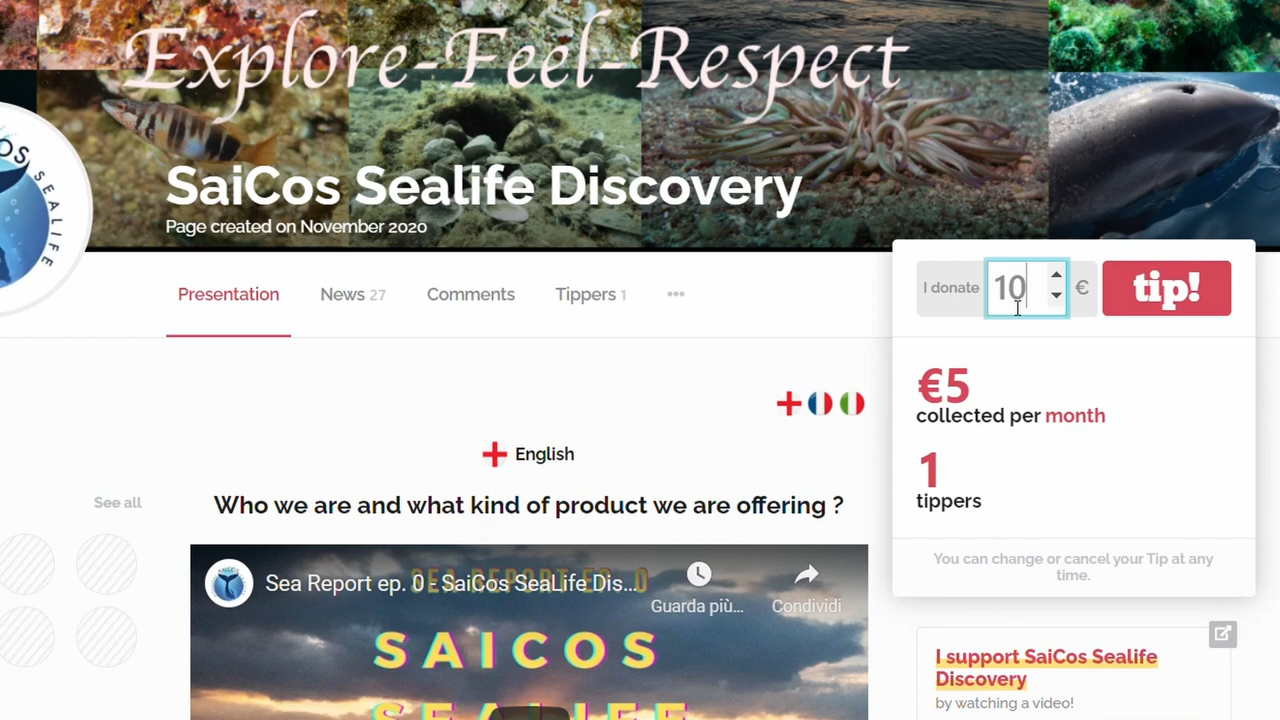 Explore-Feel-Respect
SEALIFE
SaiCos Sealife Discovery
Page created on November 2020
Presentation
News 27
Comments
Tippers 1
I donate 10 €
tip!
€5
collected per month
1
tippers
You can change or cancel your Tip at any
time.
English
See all
Who we are and what kind of product we are offering ?
Sea Report ep. 0 - SaiCos SeaLife Dis...
Guarda più...
Condividi
SAICOS
SEALIFE
I support SaiCos Sealife
Discovery
by watching a video!